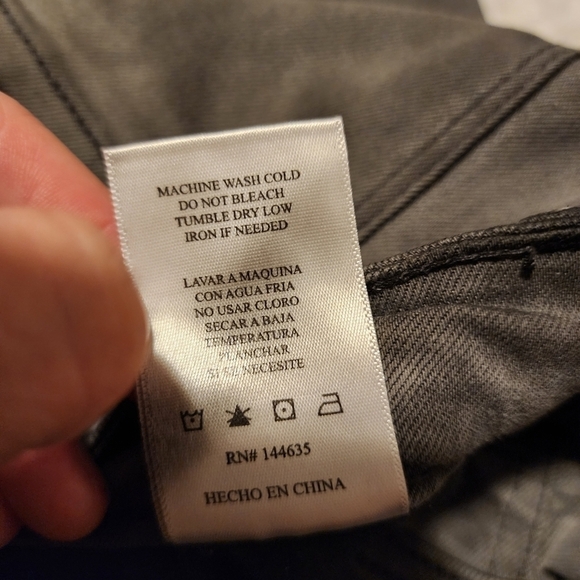 MACHINE WASH COLD
DO NOT BLEACH
TUMBLE DRY LOW
IRON IF NEEDED
LAVAR A MAQUINA
CON AGUA FRIA
NO USAR CLORO
SECAR A BAJA
TEMPERATURA
PLANCHAR
SI SE NECESITE
RN# 144635
HECHO EN CHINA